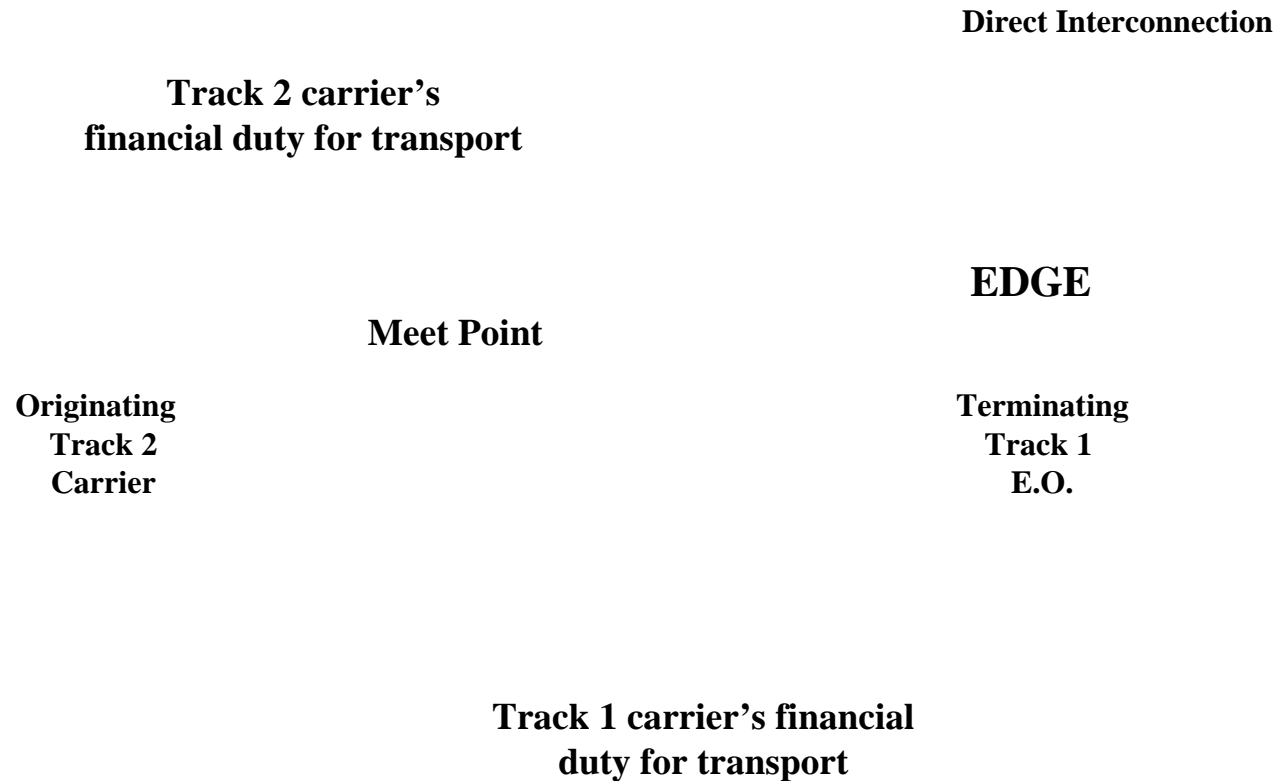 Direct Interconnection
Track 2 carrier’s
financial duty for transport
EDGE
Meet Point
Originating
Track 2
Carrier
Terminating
Track 1
E.O.
Track 1 carrier’s financial
duty for transport